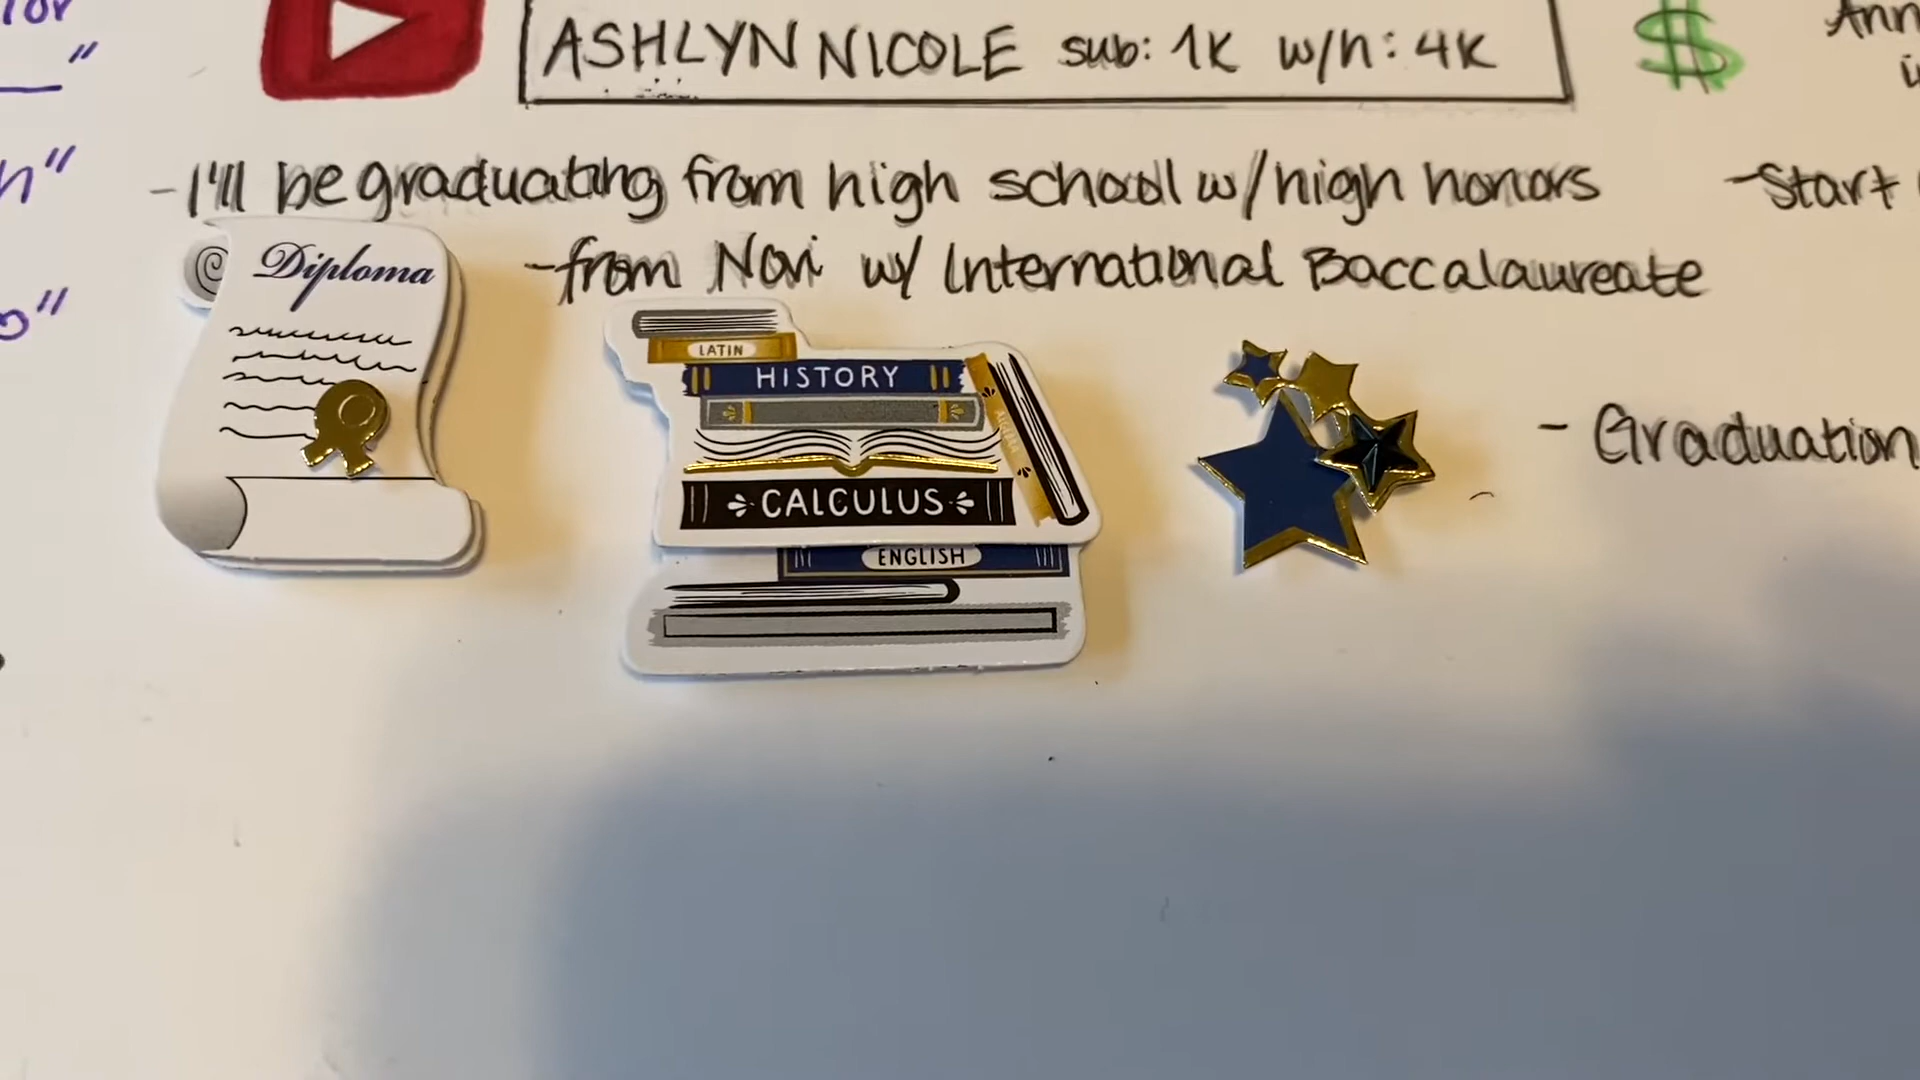 ASHLYN NICOLE sub: 1K w/h: 4K
$
Ann
-I'll be graduating from high school w/high honors
-Start
-from Novi w/ International Baccalaureate
- Graduation
Diploma
LATIN
HISTORY
CALCULUS
ENGLISH